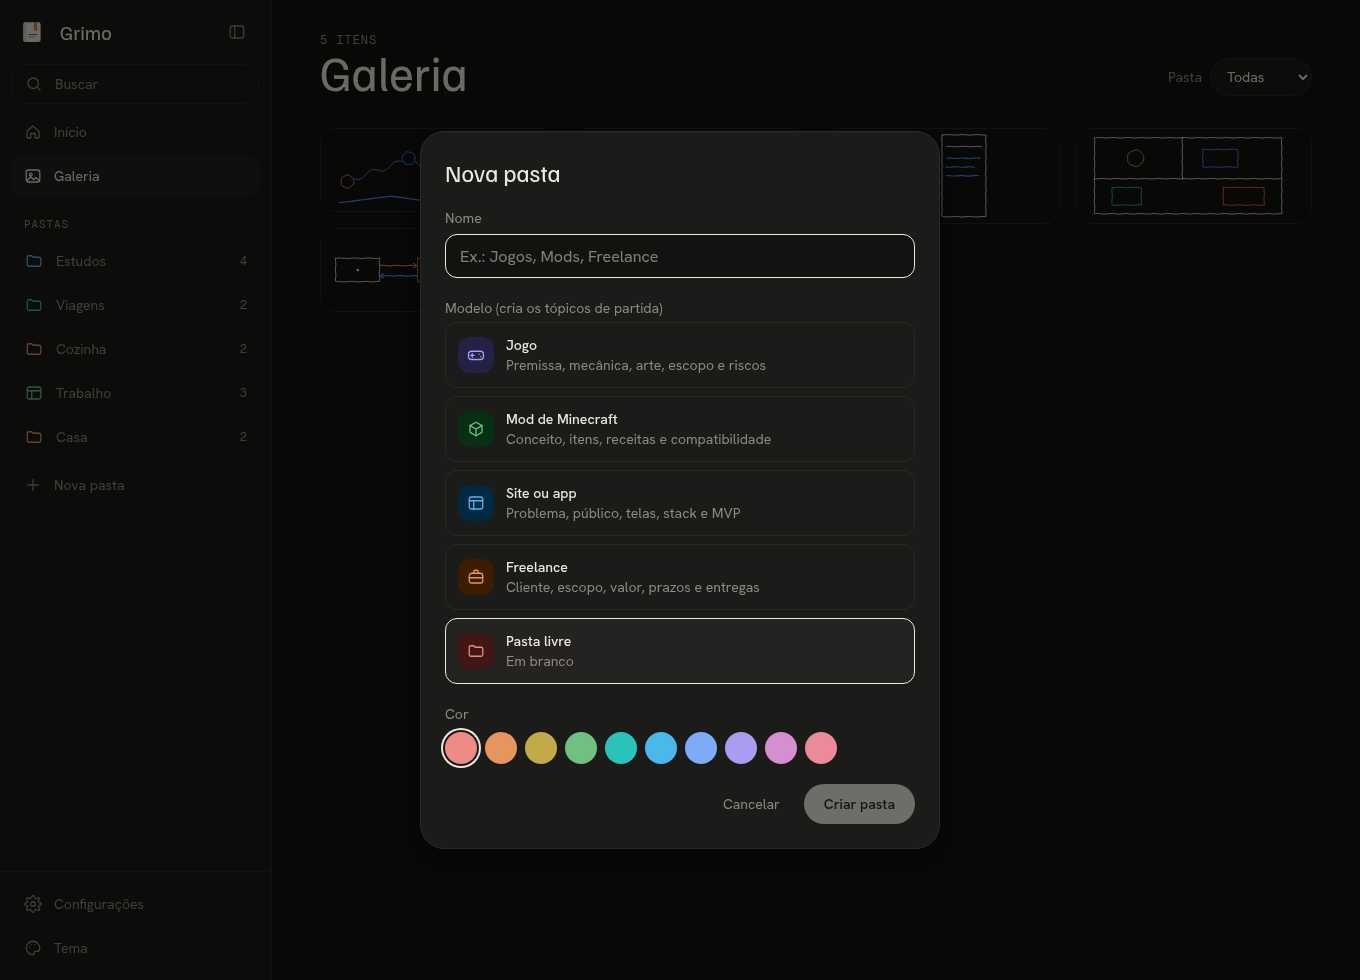 Grimo
Buscar
Início
Galeria
PASTAS
Estudos 4
Viagens 2
Cozinha 2
Trabalho 3
Casa 2
Nova pasta
Configurações
Tema
5 ITENS
Galeria
Pasta Todas
Nova pasta
Nome
Ex.: Jogos, Mods, Freelance
Modelo (cria os tópicos de partida)
Jogo
Premissa, mecânica, arte, escopo e riscos
Mod de Minecraft
Conceito, itens, receitas e compatibilidade
Site ou app
Problema, público, telas, stack e MVP
Freelance
Cliente, escopo, valor, prazos e entregas
Pasta livre
Em branco
Cor
Cancelar
Criar pasta